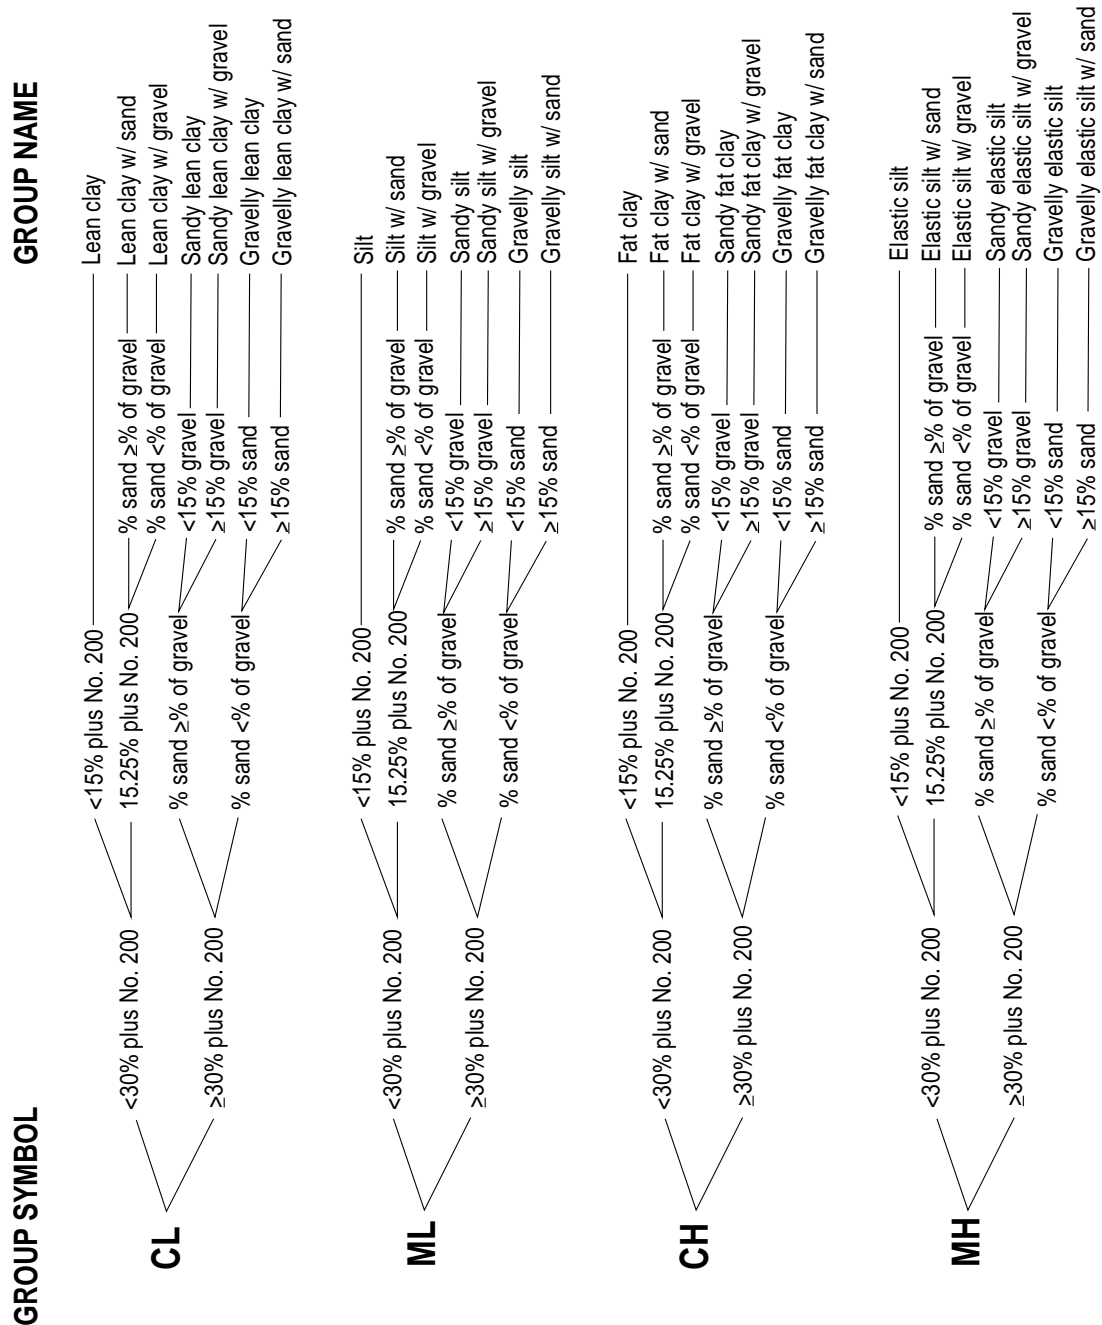 GROUP SYMBOL
GROUP NAME
CL
<30% plus No. 200
<15% plus No. 200
Lean clay
15.25% plus No. 200
% sand ≥% of gravel
Lean clay w/ sand
% sand <% of gravel
Lean clay w/ gravel
≥30% plus No. 200
% sand ≥% of gravel
<15% gravel
Sandy lean clay
≥15% gravel
Sandy lean clay w/ gravel
% sand <% of gravel
<15% sand
Gravelly lean clay
≥15% sand
Gravelly lean clay w/ sand
ML
<30% plus No. 200
<15% plus No. 200
Silt
15.25% plus No. 200
% sand ≥% of gravel
Silt w/ sand
% sand <% of gravel
Silt w/ gravel
≥30% plus No. 200
% sand ≥% of gravel
<15% gravel
Sandy silt
≥15% gravel
Sandy silt w/ gravel
% sand <% of gravel
<15% sand
Gravelly silt
≥15% sand
Gravelly silt w/ sand
CH
<30% plus No. 200
<15% plus No. 200
Fat clay
15.25% plus No. 200
% sand ≥% of gravel
Fat clay w/ sand
% sand <% of gravel
Fat clay w/ gravel
≥30% plus No. 200
% sand ≥% of gravel
<15% gravel
Sandy fat clay
≥15% gravel
Sandy fat clay w/ gravel
% sand <% of gravel
<15% sand
Gravelly fat clay
≥15% sand
Gravelly fat clay w/ sand
MH
<30% plus No. 200
<15% plus No. 200
Elastic silt
15.25% plus No. 200
% sand ≥% of gravel
Elastic silt w/ sand
% sand <% of gravel
Elastic silt w/ gravel
≥30% plus No. 200
% sand ≥% of gravel
<15% gravel
Sandy elastic silt
≥15% gravel
Sandy elastic silt w/ gravel
% sand <% of gravel
<15% sand
Gravelly elastic silt
≥15% sand
Gravelly elastic silt w/ sand